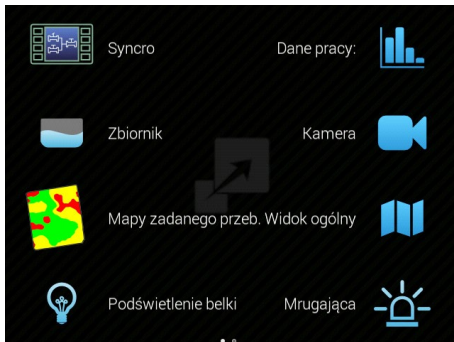 Syncro Dane pracy:
Zbiornik Kamera
Mapy zadanego przeb. Widok ogólny
Podświetlenie belki Mrugająca